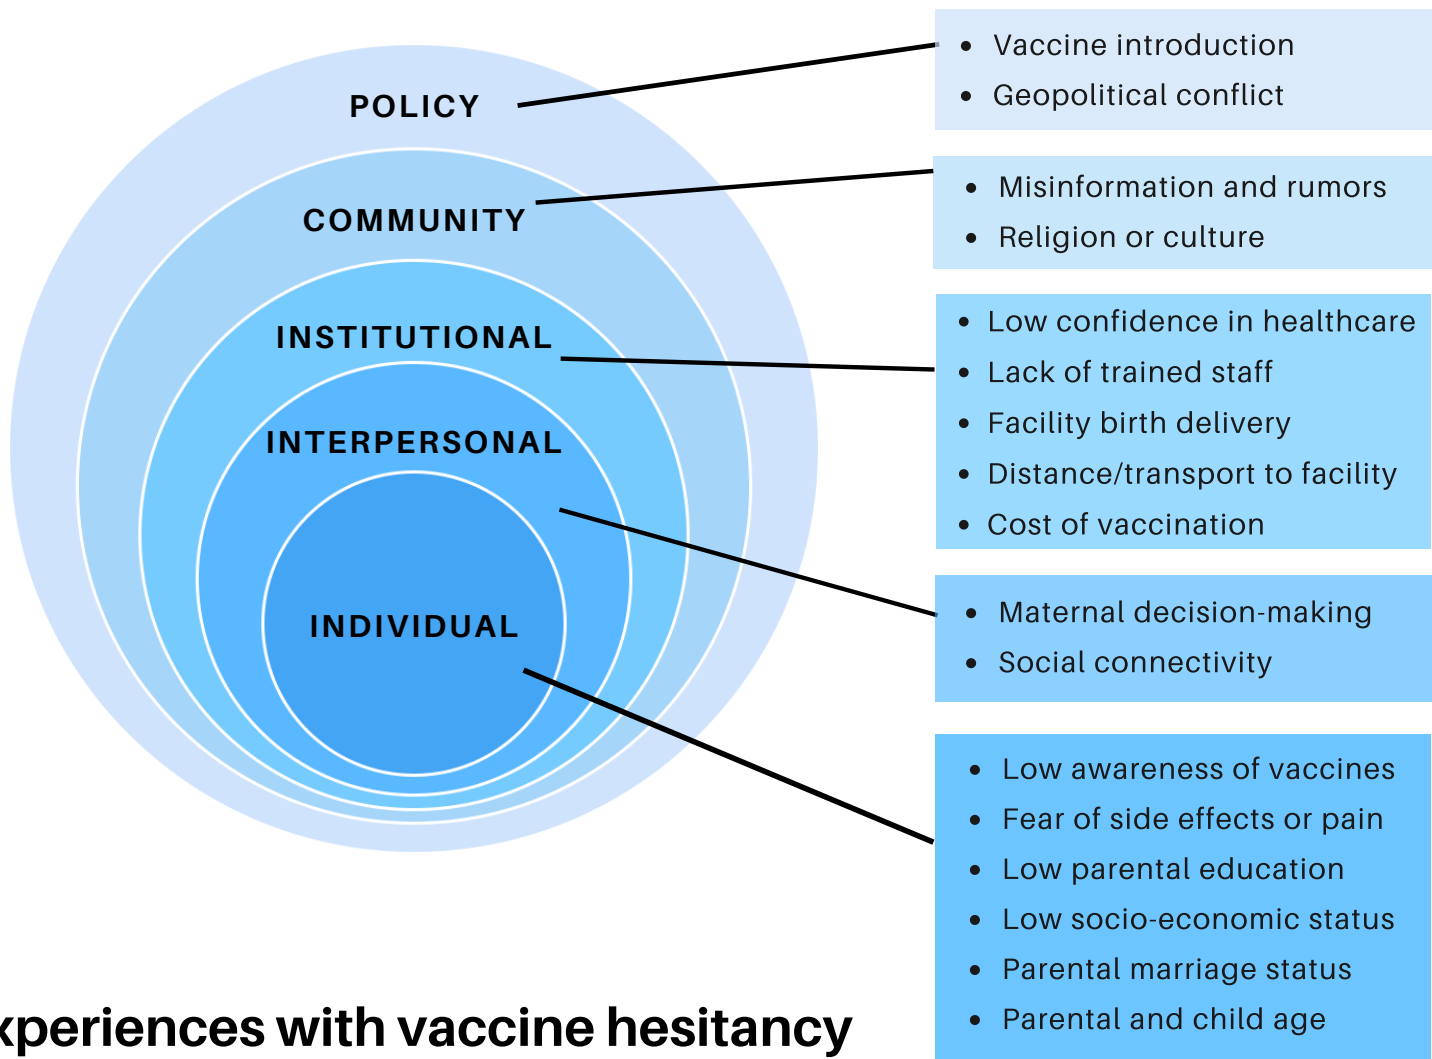 POLICY
COMMUNITY
INSTITUTIONAL
INTERPERSONAL
INDIVIDUAL
Vaccine introduction
Geopolitical conflict
Misinformation and rumors
Religion or culture
Low confidence in healthcare
Lack of trained staff
Facility birth delivery
Distance/transport to facility
Cost of vaccination
Maternal decision-making
Social connectivity
Low awareness of vaccines
Fear of side effects or pain
Low parental education
Low socio-economic status
Parental marriage status
Parental and child age
xperiences with vaccine hesitancy